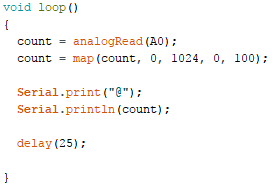 void loop()
{
count = analogRead(A0);
count = map(count, 0, 1024, 0, 100);
Serial.print("@");
Serial.println(count);
delay(25);
}